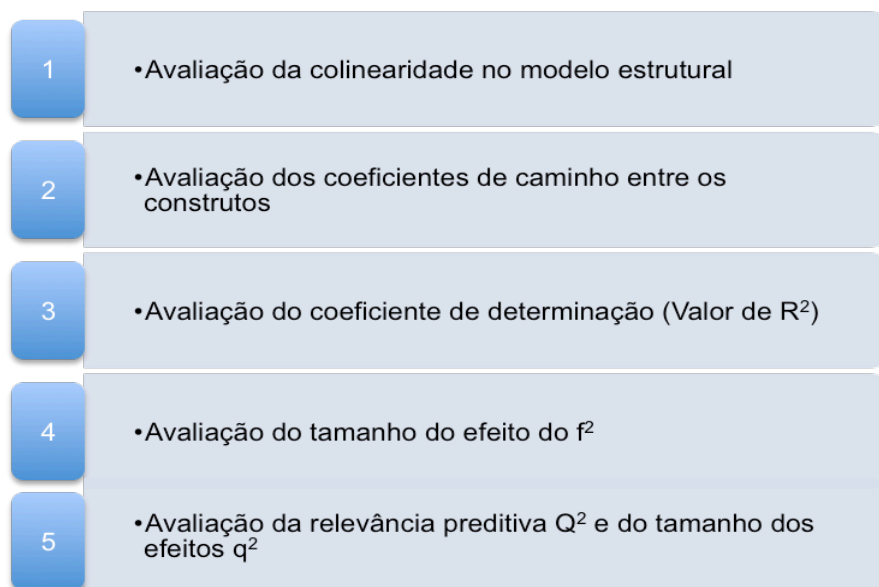 1
•Avaliação da colinearidade no modelo estrutural
2
•Avaliação dos coeficientes de caminho entre os
construtos
3
•Avaliação do coeficiente de determinação (Valor de R²)
4
•Avaliação do tamanho do efeito do f²
5
•Avaliação da relevância preditiva Q² e do tamanho dos
efeitos q²